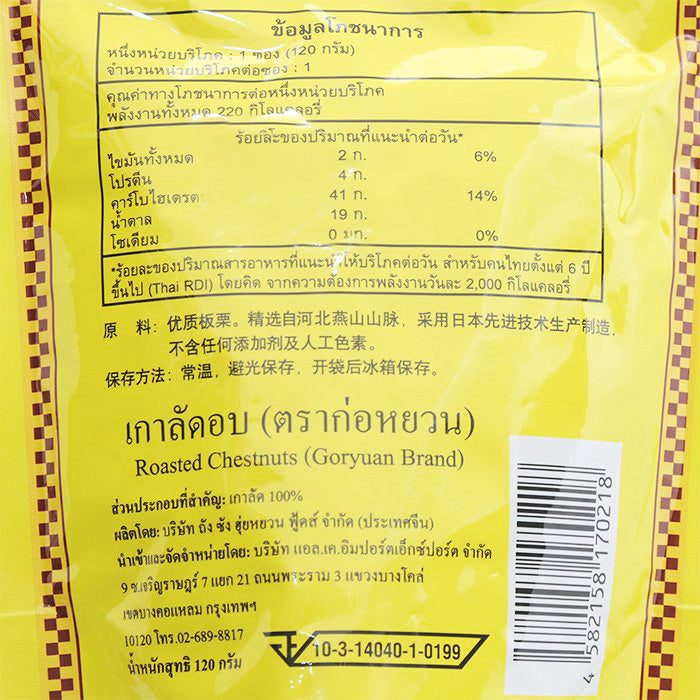 ข้อมูลโภชนาการ
หนึ่งหน่วยบริโภค : 1 ซอง (120 กรัม)
จำนวนหน่วยบริโภคต่อซอง : 1
คุณค่าทางโภชนาการต่อหนึ่งหน่วยบริโภค
พลังงานทั้งหมด 220 กิโลแคลอรี่
ร้อยละของปริมาณที่แนะนำต่อวัน*
ไขมันทั้งหมด 2 ก. 6%
โปรตีน 4 ก.
คาร์โบไฮเดรต 41 ก. 14%
น้ำตาล 19 ก.
โซเดียม 0 มก. 0%
*ร้อยละของปริมาณสารอาหารที่แนะนำให้บริโภคต่อวัน สำหรับคนไทยตั้งแต่ 6 ปี
ขึ้นไป (Thai RDI) โดยคิด จากความต้องการพลังงานวันละ 2,000 กิโลแคลอรี่
原 料：优质板栗。精选自河北燕山山脉，采用日本先进技术生产制造，
不含任何添加剂及人工色素。
保存方法：常温，避光保存，开袋后冰箱保存。
เกาลัดอบ (ตราก่อหยวน)
Roasted Chestnuts (Goryuan Brand)
ส่วนประกอบที่สำคัญ: เกาลัด 100%
ผลิตโดย: บริษัท ถัง ซัง ฮุ่ยหยวน ฟู้ดส์ จำกัด (ประเทศจีน)
นำเข้าและจัดจำหน่ายโดย: บริษัท แอล.เค.อิมปอร์ตเอ็กซ์ปอร์ต จำกัด
9 ซ.เจริญราษฎร์ 7 แยก 21 ถนนพระราม 3 แขวงบางโคล่
เขตบางคอแหลม กรุงเทพฯ
10120 โทร.02-689-8817
น้ำหนักสุทธิ 120 กรัม
10-3-14040-1-0199
4 582158 170218